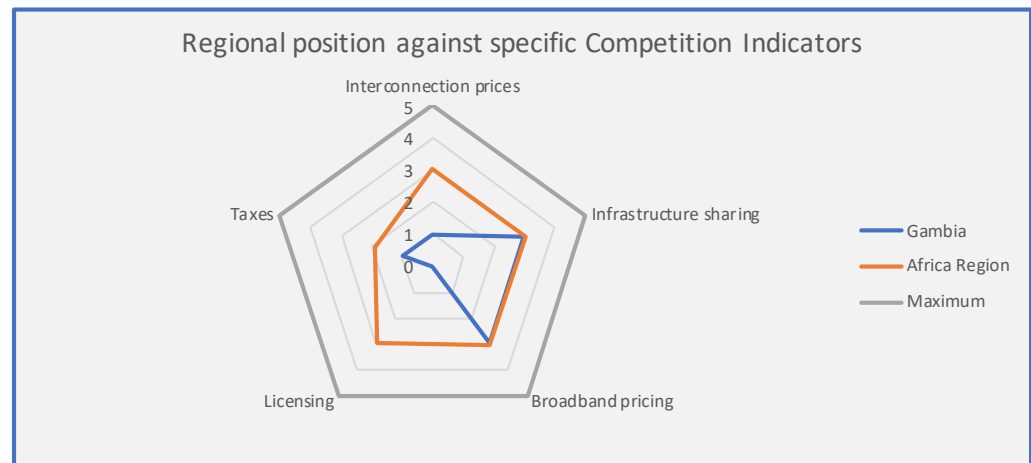 Regional position against specific Competition Indicators
Interconnection prices
5
4
3
2
1
0
Taxes
Infrastructure sharing
Licensing
Broadband pricing
Gambia
Africa Region
Maximum